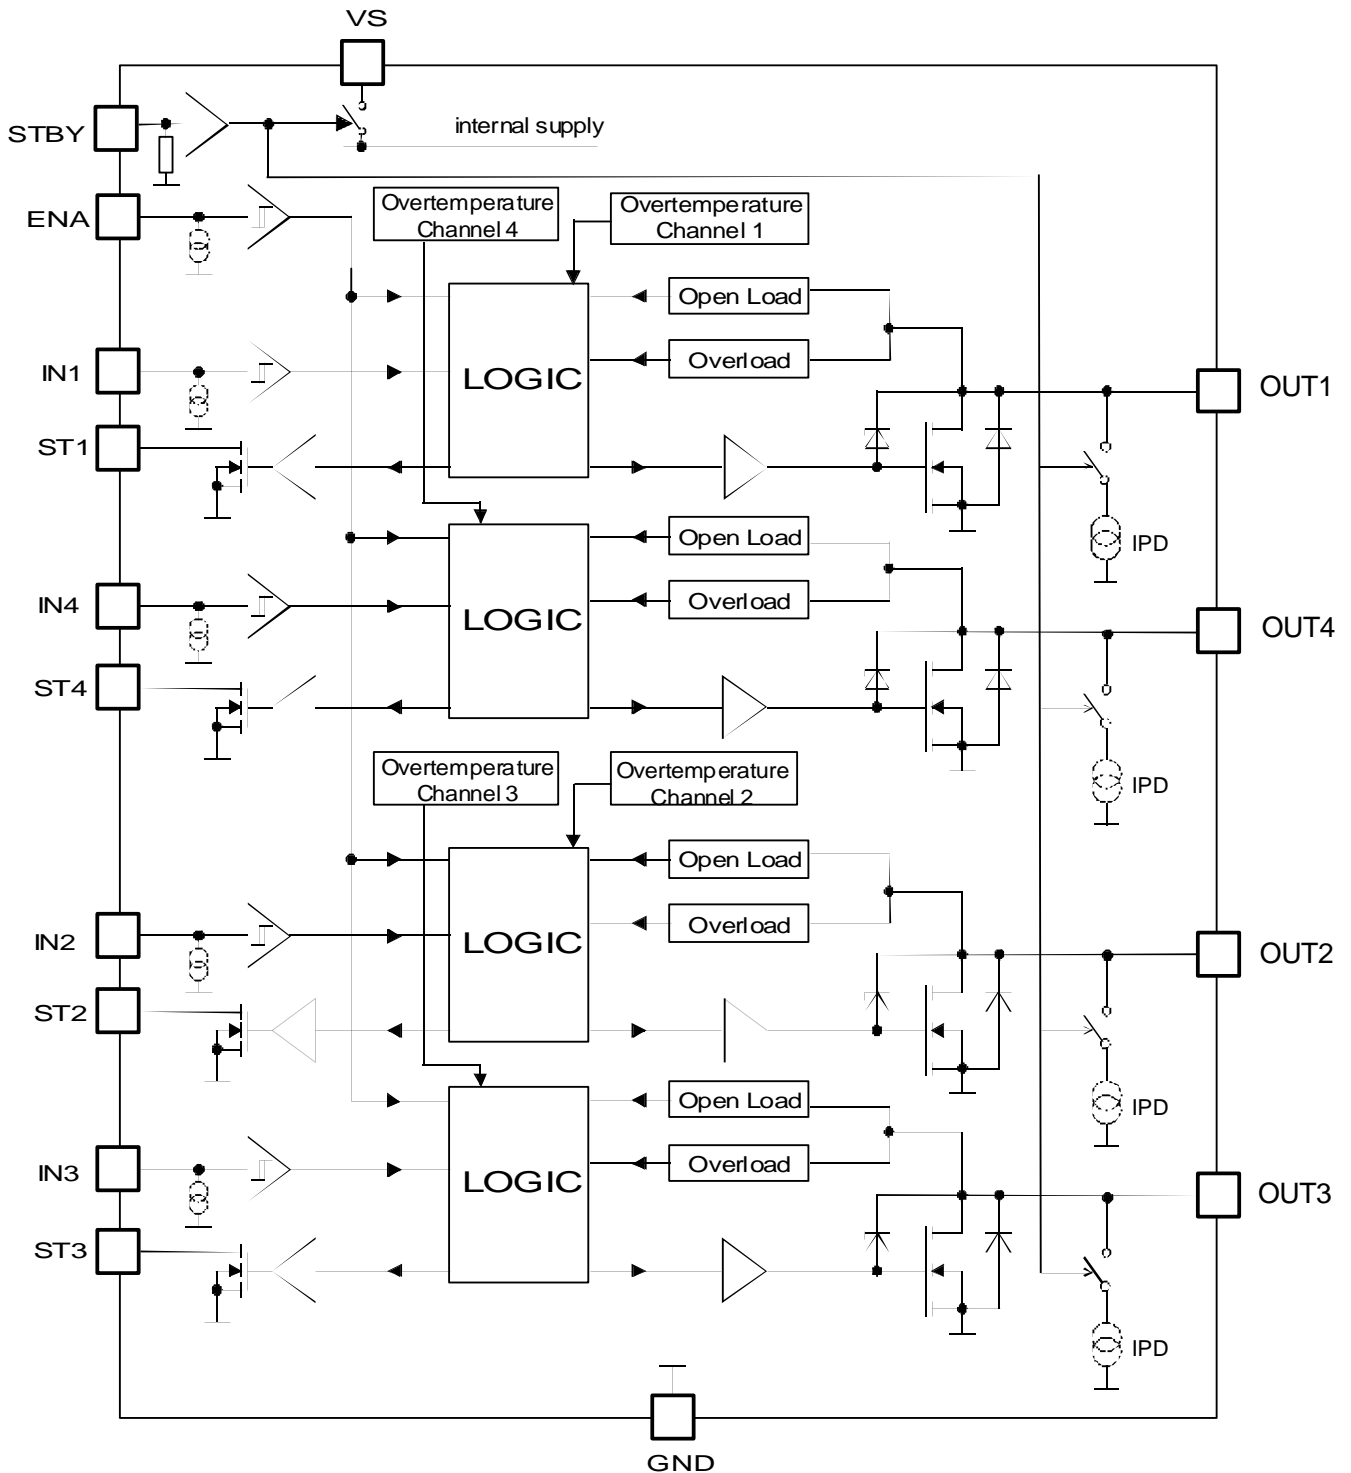 VS
STBY
internal supply
ENA
Overtemperature
Channel 4
Overtemperature
Channel 1
Open Load
IN1
LOGIC
Overload
OUT1
ST1
Open Load
IPD
IN4
LOGIC
Overload
OUT4
ST4
Overtemperature
Channel 3
Overtemperature
Channel 2
IPD
Open Load
IN2
LOGIC
Overload
OUT2
ST2
Open Load
IPD
IN3
LOGIC
Overload
OUT3
ST3
IPD
GND